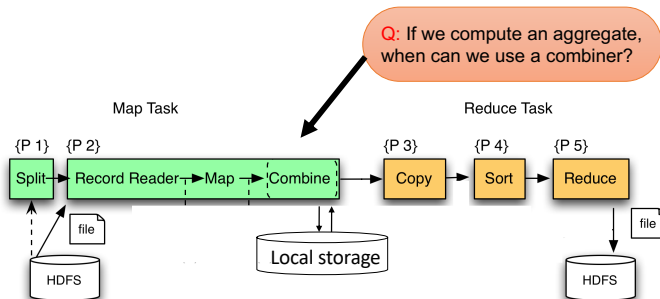 Q: If we compute an aggregate,
when can we use a combiner?
Map Task
Reduce Task
{P 1}
{P 2}
{P 3}
{P 4}
{P 5}
Split
Record Reader
Map
Combine
Copy
Sort
Reduce
file
file
HDFS
Local storage
HDFS